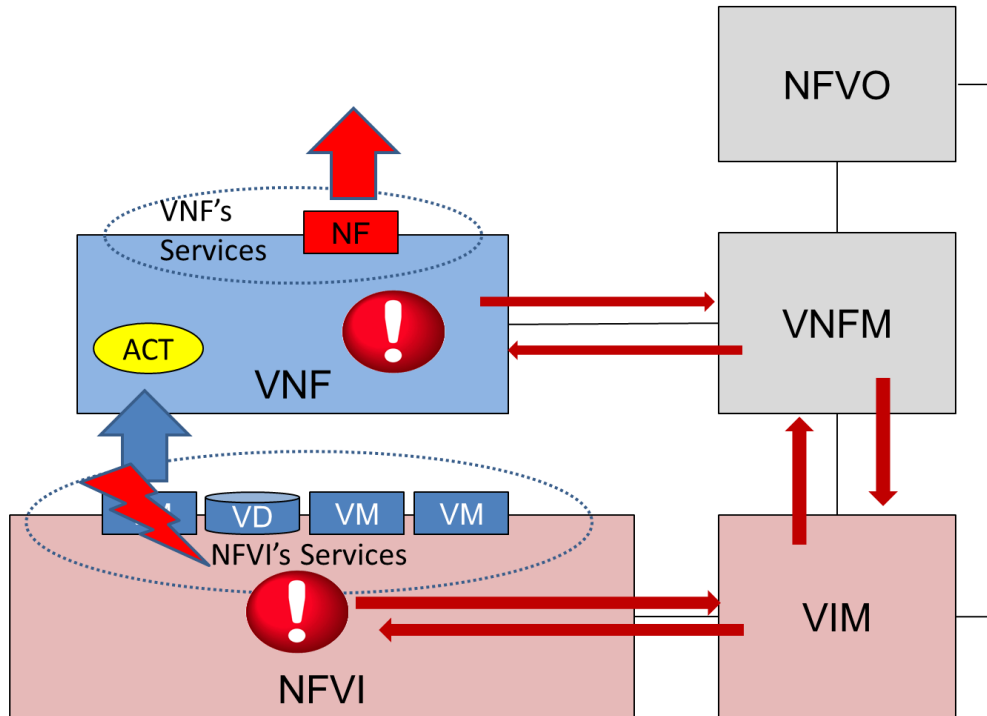 NFVO
VNF's
Services
NF
VNFM
!
ACT
VNF
VD
VM
VM
NFVI's Services
!
VIM
NFVI